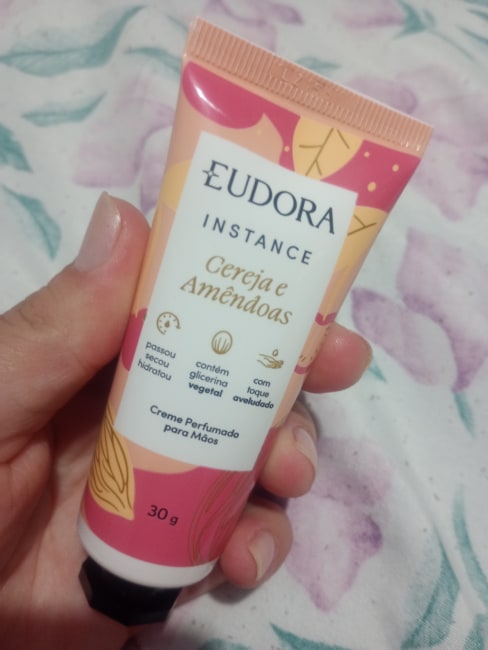 EUDORA
INSTANCE
Cereja e
Amêndoas
passou
secou
hidratou
contém
glicerina
vegetal
com
toque
aveludado
Creme Perfumado
para Mãos
30 g